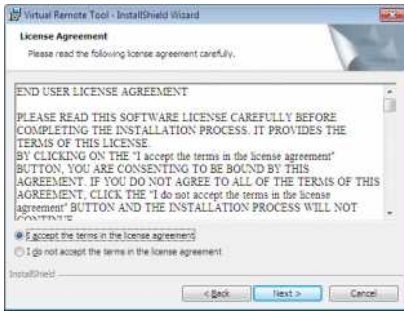 Virtual Remote Tool - InstallShield Wizard
License Agreement
Please read the following license agreement carefully.
END USER LICENSE AGREEMENT
PLEASE READ THIS SOFTWARE LICENSE CAREFULLY BEFORE
COMPLETING THE INSTALLATION PROCESS. IT PROVIDES THE
TERMS OF THIS LICENSE.
BY CLICKING ON THE "I accept the terms in the license agreement"
BUTTON, YOU ARE CONSENTING TO BE BOUND BY THIS
AGREEMENT. IF YOU DO NOT AGREE TO ALL OF THE TERMS OF THIS
AGREEMENT, CLICK THE "I do not accept the terms in the license
agreement" BUTTON AND THE INSTALLATION PROCESS WILL NOT
CONTINUE.
I accept the terms in the license agreement
I do not accept the terms in the license agreement
InstallShield
< Back
Next >
Cancel